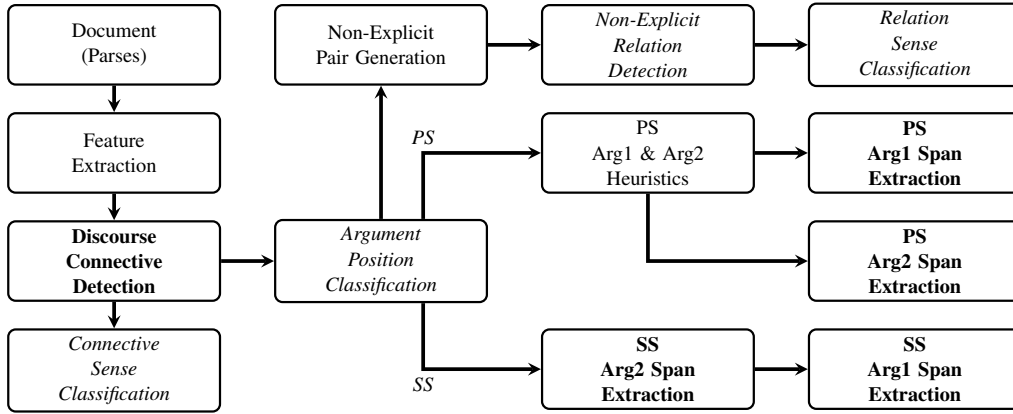 Document
(Parses)
Non-Explicit
Pair Generation
Non-Explicit
Relation
Detection
Relation
Sense
Classification
Feature
Extraction
PS
PS
Arg1 & Arg2
Heuristics
PS
Arg1 Span
Extraction
Discourse
Connective
Detection
Argument
Position
Classification
PS
Arg2 Span
Extraction
Connective
Sense
Classification
SS
SS
Arg2 Span
Extraction
SS
Arg1 Span
Extraction